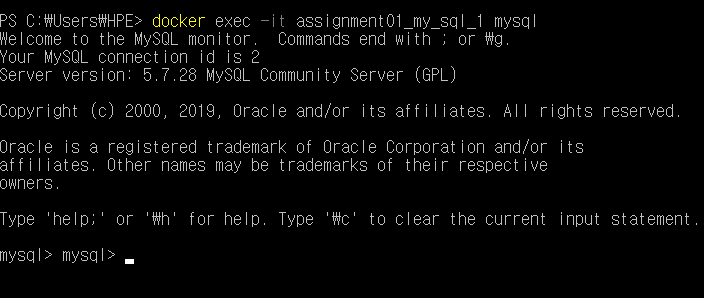 PS C:₩Users₩HPE> docker exec -it assignment01_my_sql_1 mysql
Welcome to the MySQL monitor.  Commands end with ; or ₩g.
Your MySQL connection id is 2
Server version: 5.7.28 MySQL Community Server (GPL)
Copyright (c) 2000, 2019, Oracle and/or its affiliates. All rights reserved.
Oracle is a registered trademark of Oracle Corporation and/or its
affiliates. Other names may be trademarks of their respective
owners.
Type 'help;' or '₩h' for help. Type '₩c' to clear the current input statement.
mysql> mysql>